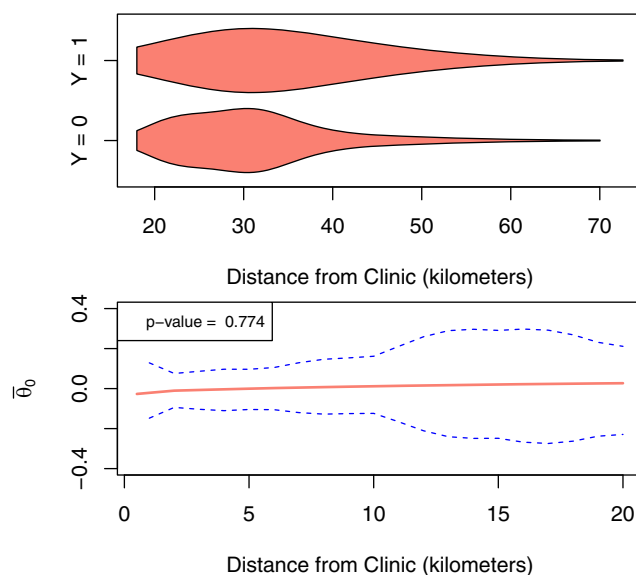 Y = 1
Y = 0
20 30 40 50 60 70
Distance from Clinic (kilometers)
p−value = 0.774
0.4
0.0
−0.4
θ̅₀
0 5 10 15 20
Distance from Clinic (kilometers)